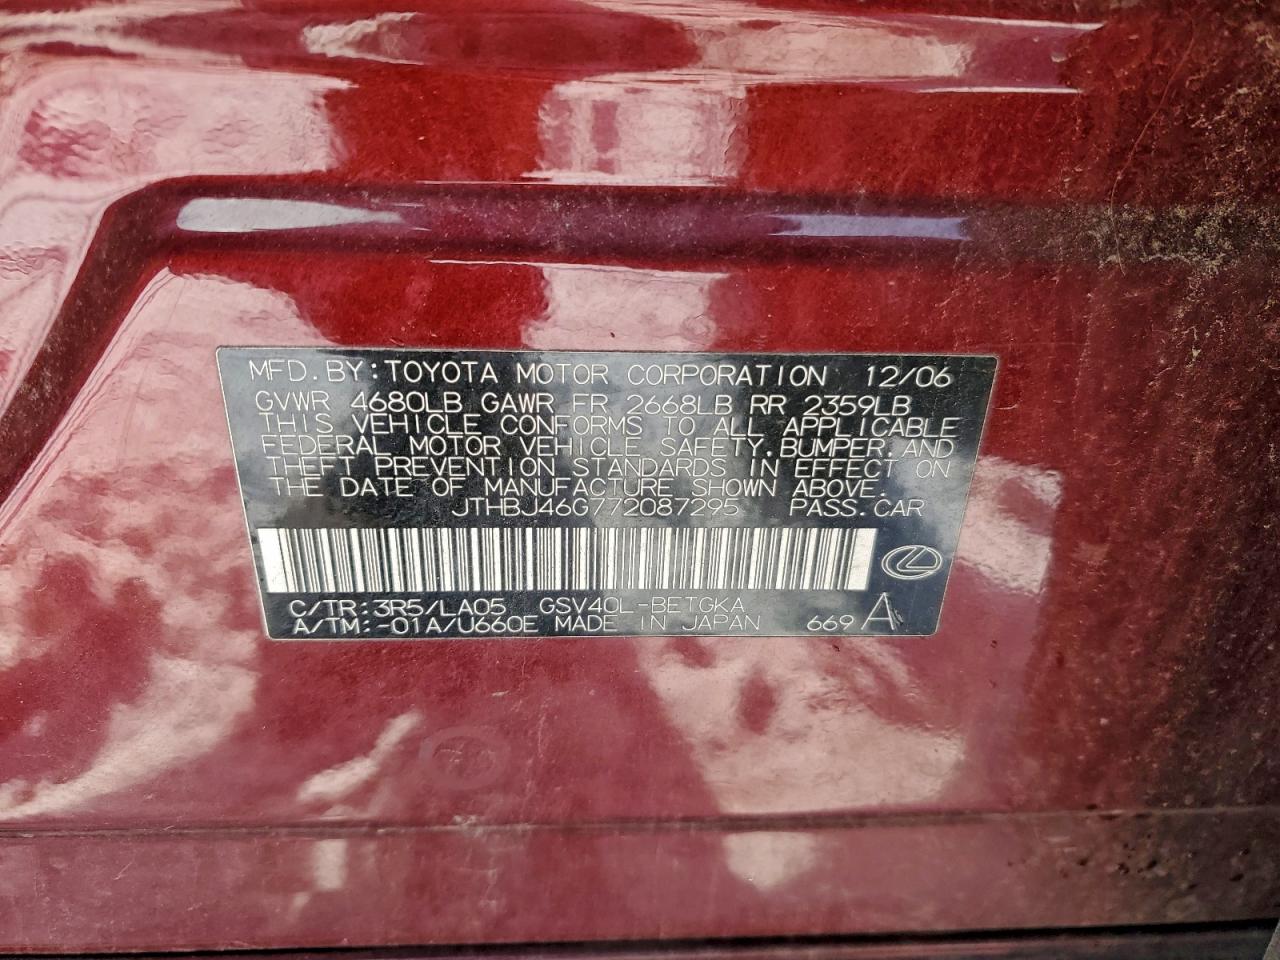 MFD.BY:TOYOTA MOTOR CORPORATION 12/06
GVWR 4680LB GAWR FR 2668LB RR 2359LB
THIS VEHICLE CONFORMS TO ALL APPLICABLE
FEDERAL MOTOR VEHICLE SAFETY,BUMPER,AND
THEFT PREVENTION STANDARDS IN EFFECT ON
THE DATE OF MANUFACTURE SHOWN ABOVE.
JTHBJ46G772087295 PASS.CAR
C/TR:3R5/LA05 GSV40L-BETGKA
A/TM:-01A/U660E MADE IN JAPAN 669 A